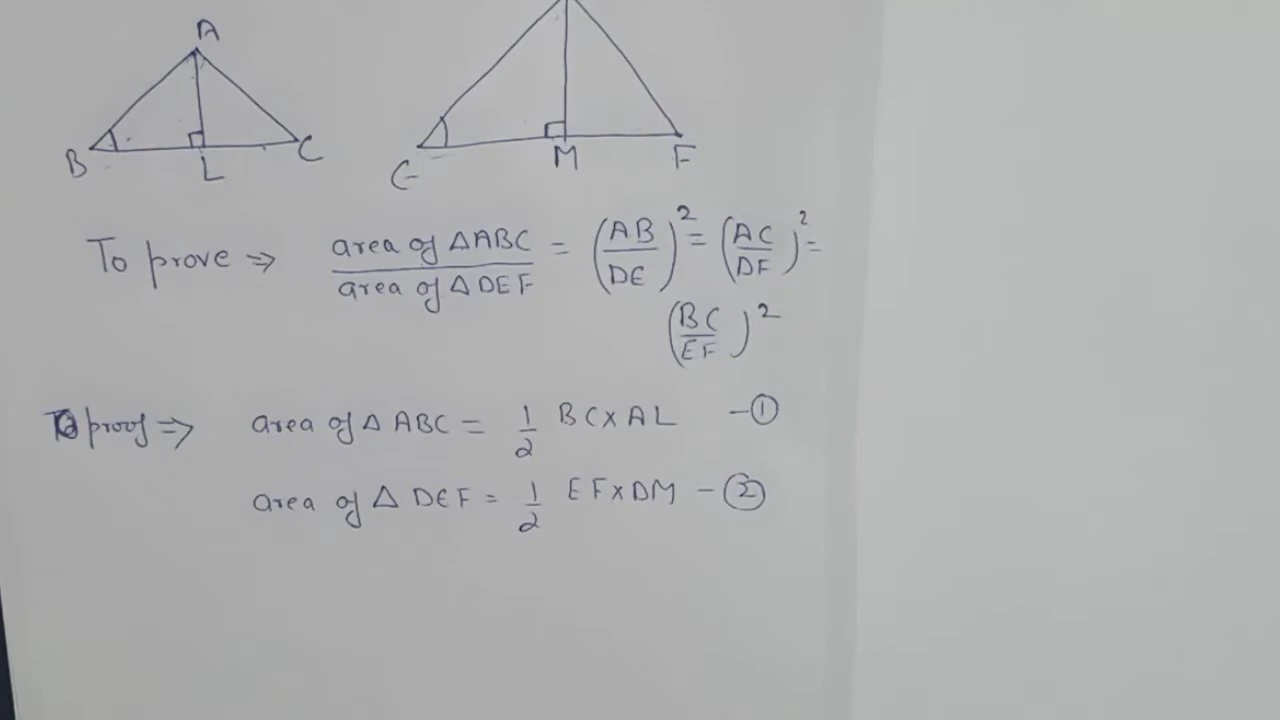 A
B L C
E M F
To prove ⇒ area of ΔABC / area of ΔDEF = (AB/DE)² = (AC/DF)² =
(BC/EF)²
proof ⇒ area of Δ ABC = 1/2 BC×AL -①
area of Δ DEF = 1/2 EF×DM -②